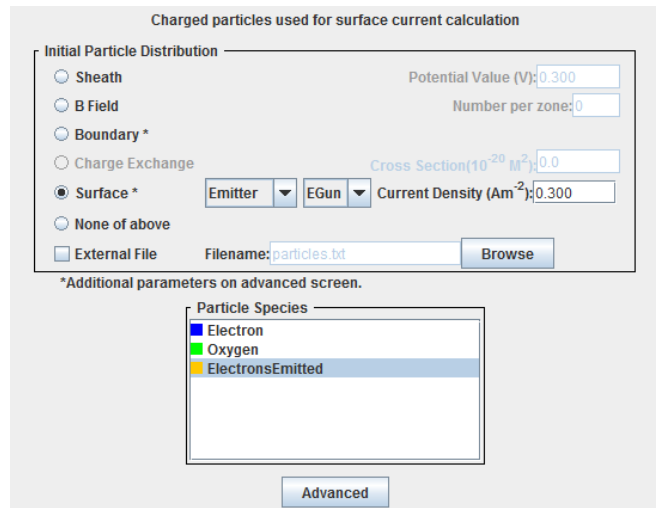 Charged particles used for surface current calculation
Initial Particle Distribution
Sheath Potential Value (V): 0.300
B Field Number per zone: 0
Boundary *
Charge Exchange Cross Section(10⁻²⁰ M²): 0.0
Surface * Emitter EGun Current Density (Am⁻²): 0.300
None of above
External File Filename: particles.txt Browse
*Additional parameters on advanced screen.
Particle Species
Electron
Oxygen
ElectronsEmitted
Advanced